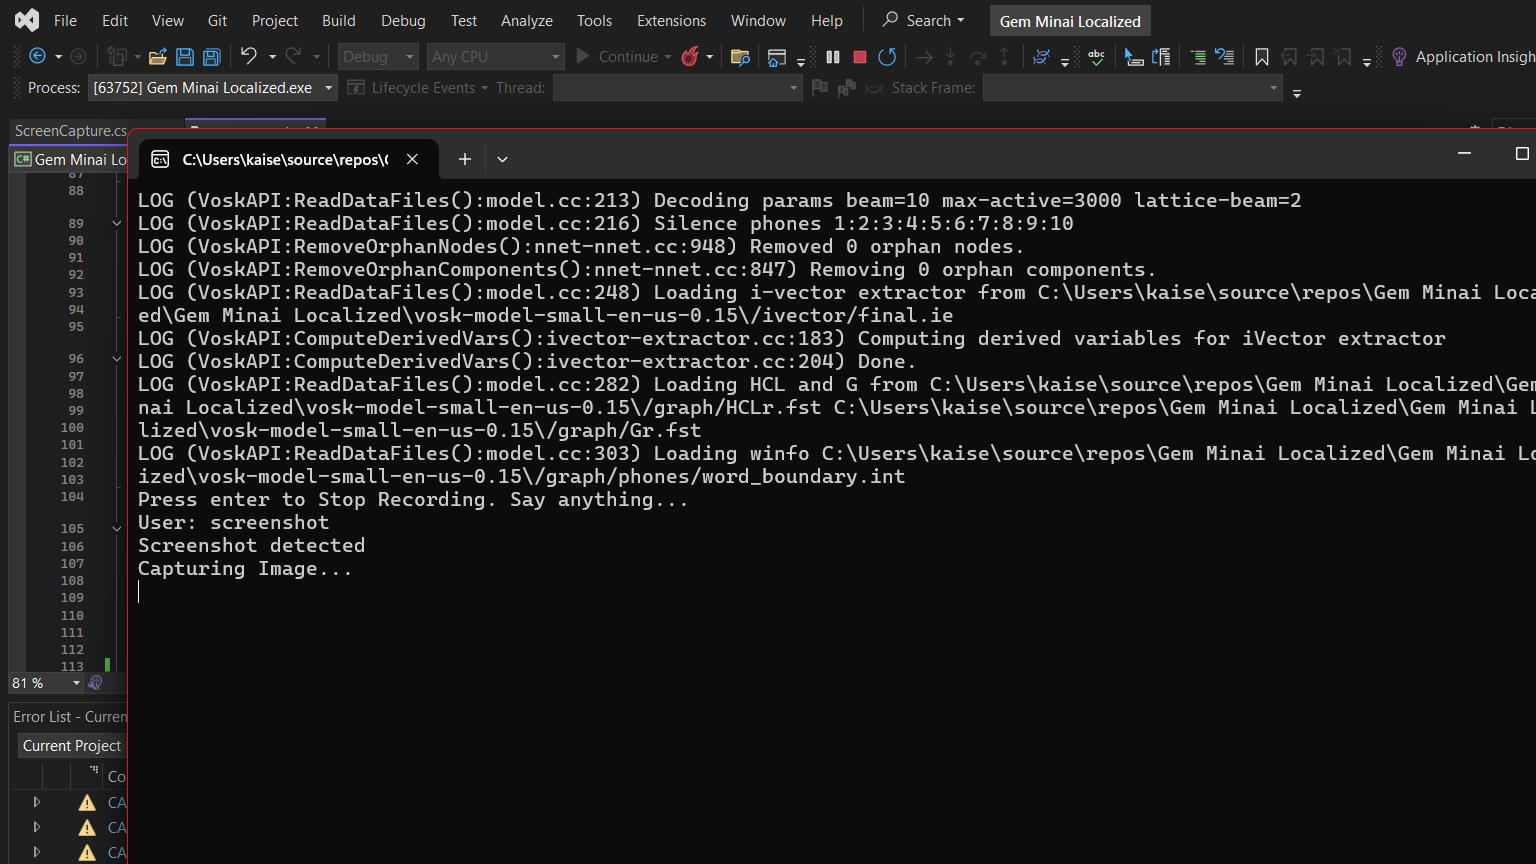 File Edit View Git Project Build Debug Test Analyze Tools Extensions Window Help Search Gem Minai Localized
Debug Any CPU Continue abc Application Insigh
Process: [63752] Gem Minai Localized.exe Lifecycle Events Thread: Stack Frame:
ScreenCapture.cs
C:\Users\kaise\source\repos\G
C# Gem Minai Lo
87
88
89
90
91
92
93
94
95
96
97
98
99
100
101
102
103
104
105
106
107
108
109
110
111
112
113
LOG (VoskAPI:ReadDataFiles():model.cc:213) Decoding params beam=10 max-active=3000 lattice-beam=2
LOG (VoskAPI:ReadDataFiles():model.cc:216) Silence phones 1:2:3:4:5:6:7:8:9:10
LOG (VoskAPI:RemoveOrphanNodes():nnet-nnet.cc:948) Removed 0 orphan nodes.
LOG (VoskAPI:RemoveOrphanComponents():nnet-nnet.cc:847) Removing 0 orphan components.
LOG (VoskAPI:ReadDataFiles():model.cc:248) Loading i-vector extractor from C:\Users\kaise\source\repos\Gem Minai Loca
ed\Gem Minai Localized\vosk-model-small-en-us-0.15\/ivector/final.ie
LOG (VoskAPI:ComputeDerivedVars():ivector-extractor.cc:183) Computing derived variables for iVector extractor
LOG (VoskAPI:ComputeDerivedVars():ivector-extractor.cc:204) Done.
LOG (VoskAPI:ReadDataFiles():model.cc:282) Loading HCL and G from C:\Users\kaise\source\repos\Gem Minai Localized\Gem
nai Localized\vosk-model-small-en-us-0.15\/graph/HCLr.fst C:\Users\kaise\source\repos\Gem Minai Localized\Gem Minai L
lized\vosk-model-small-en-us-0.15\/graph/Gr.fst
LOG (VoskAPI:ReadDataFiles():model.cc:303) Loading winfo C:\Users\kaise\source\repos\Gem Minai Localized\Gem Minai Lo
ized\vosk-model-small-en-us-0.15\/graph/phones/word_boundary.int
Press enter to Stop Recording. Say anything...
User: screenshot
Screenshot detected
Capturing Image...
81 %
Error List - Curren
Current Project
Co
CA
CA
CA